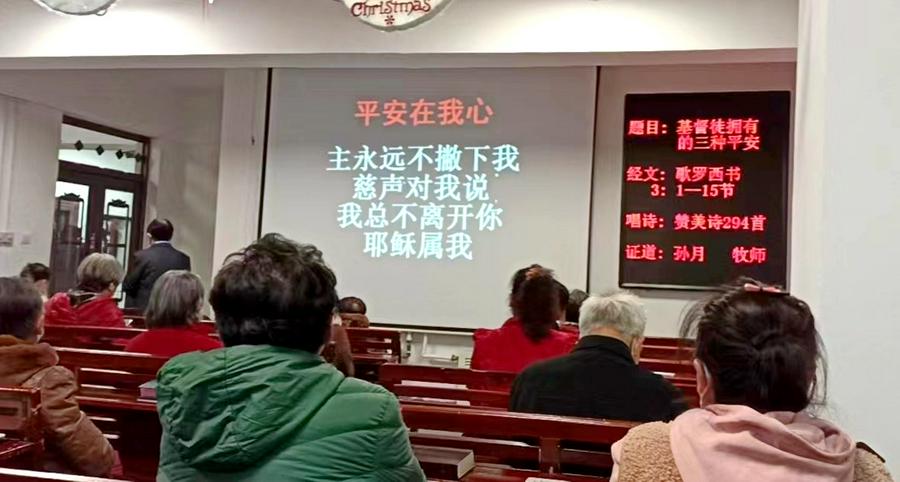 Christmas
平安在我心
主永远不撇下我
慈声对我说
我总不离开你
耶稣属我
题目：基督徒拥有
的三种平安
经文：歌罗西书
3：1—15节
唱诗：赞美诗294首
证道：孙月 牧师